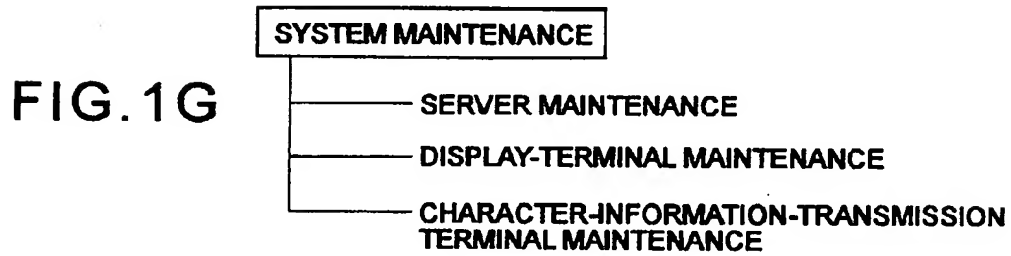 SYSTEM MAINTENANCE
FIG.1G
SERVER MAINTENANCE
DISPLAY-TERMINAL MAINTENANCE
CHARACTER-INFORMATION-TRANSMISSION
TERMINAL MAINTENANCE